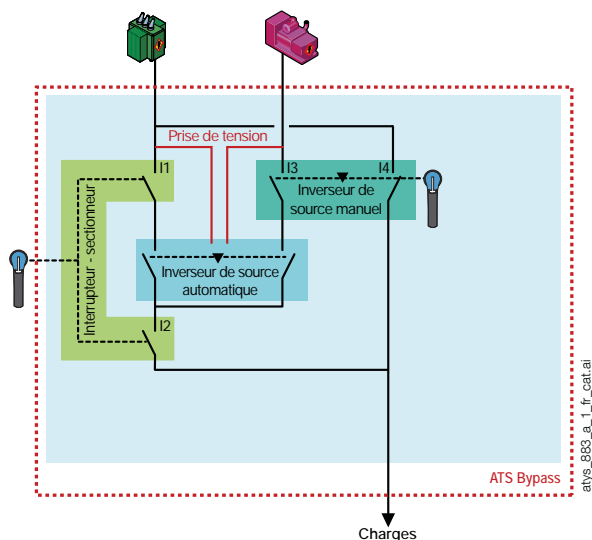 Prise de tension
I1
I3
I4
Inverseur de
source manuel
Interrupteur - sectionneur
Inverseur de source
automatique
I2
ATS Bypass
atys_883_a_1_fr_cat.ai
Charges